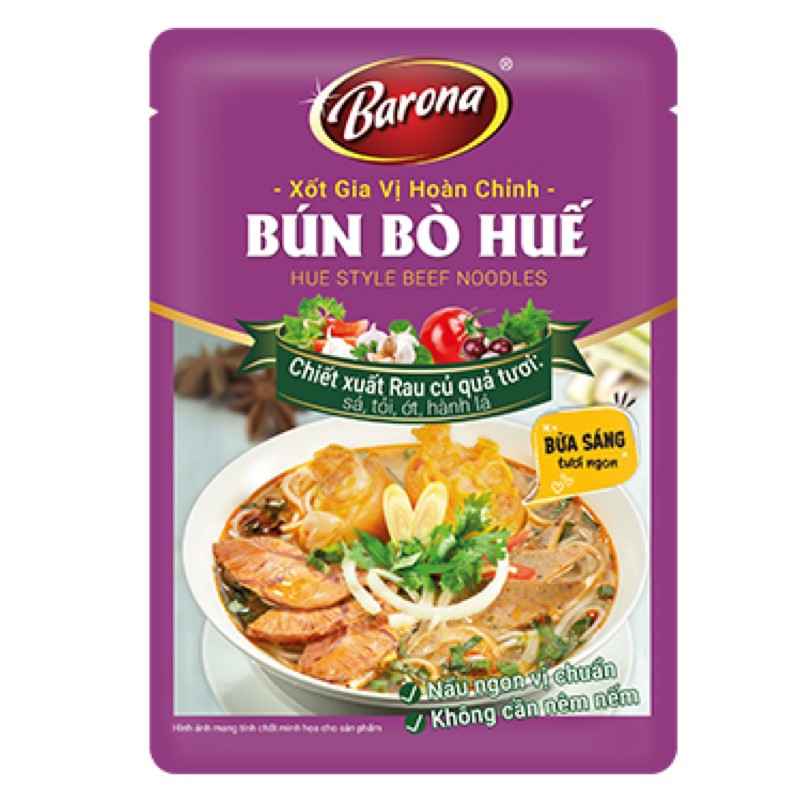 Barona®
- Xốt Gia Vị Hoàn Chỉnh -
BÚN BÒ HUẾ
HUE STYLE BEEF NOODLES
Chiết xuất Rau củ quả tươi:
sả, tỏi, ớt, hành lá
BỮA SÁNG
tươi ngon
Nấu ngon vị chuẩn
Không cần nêm nếm
Hình ảnh mang tính chất minh họa cho sản phẩm